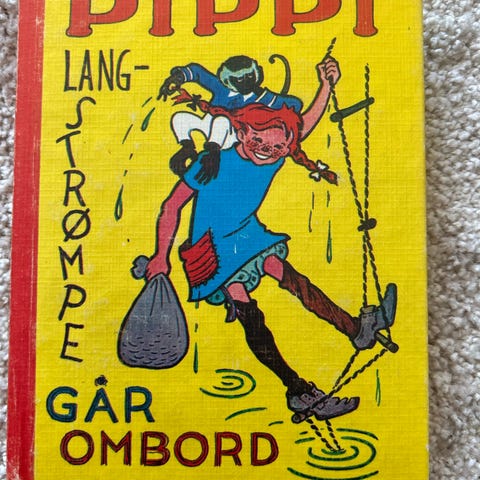 PIPPI
LANG-
STRØMPE
GÅR
OMBORD